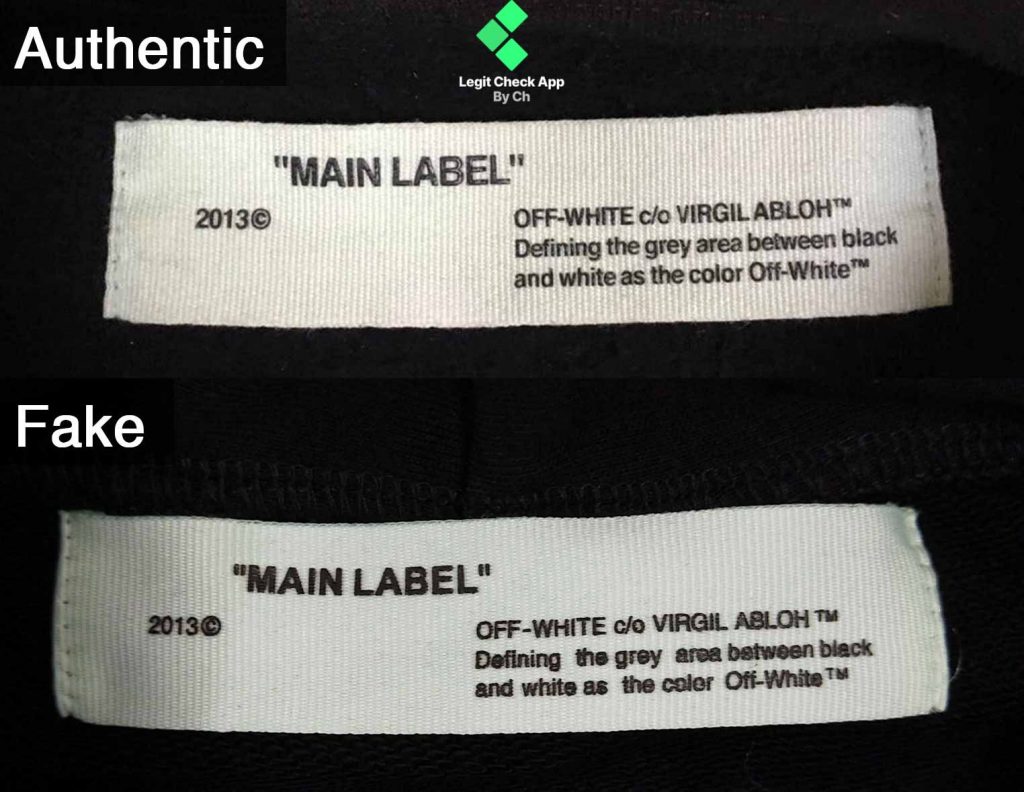 Authentic
Legit Check App
By Ch
"MAIN LABEL"
2013©
OFF-WHITE c/o VIRGIL ABLOH™
Defining the grey area between black
and white as the color Off-White™
Fake
"MAIN LABEL"
2013©
OFF-WHITE c/o VIRGIL ABLOH ™
Defining the grey area between black
and white as the color Off-White™